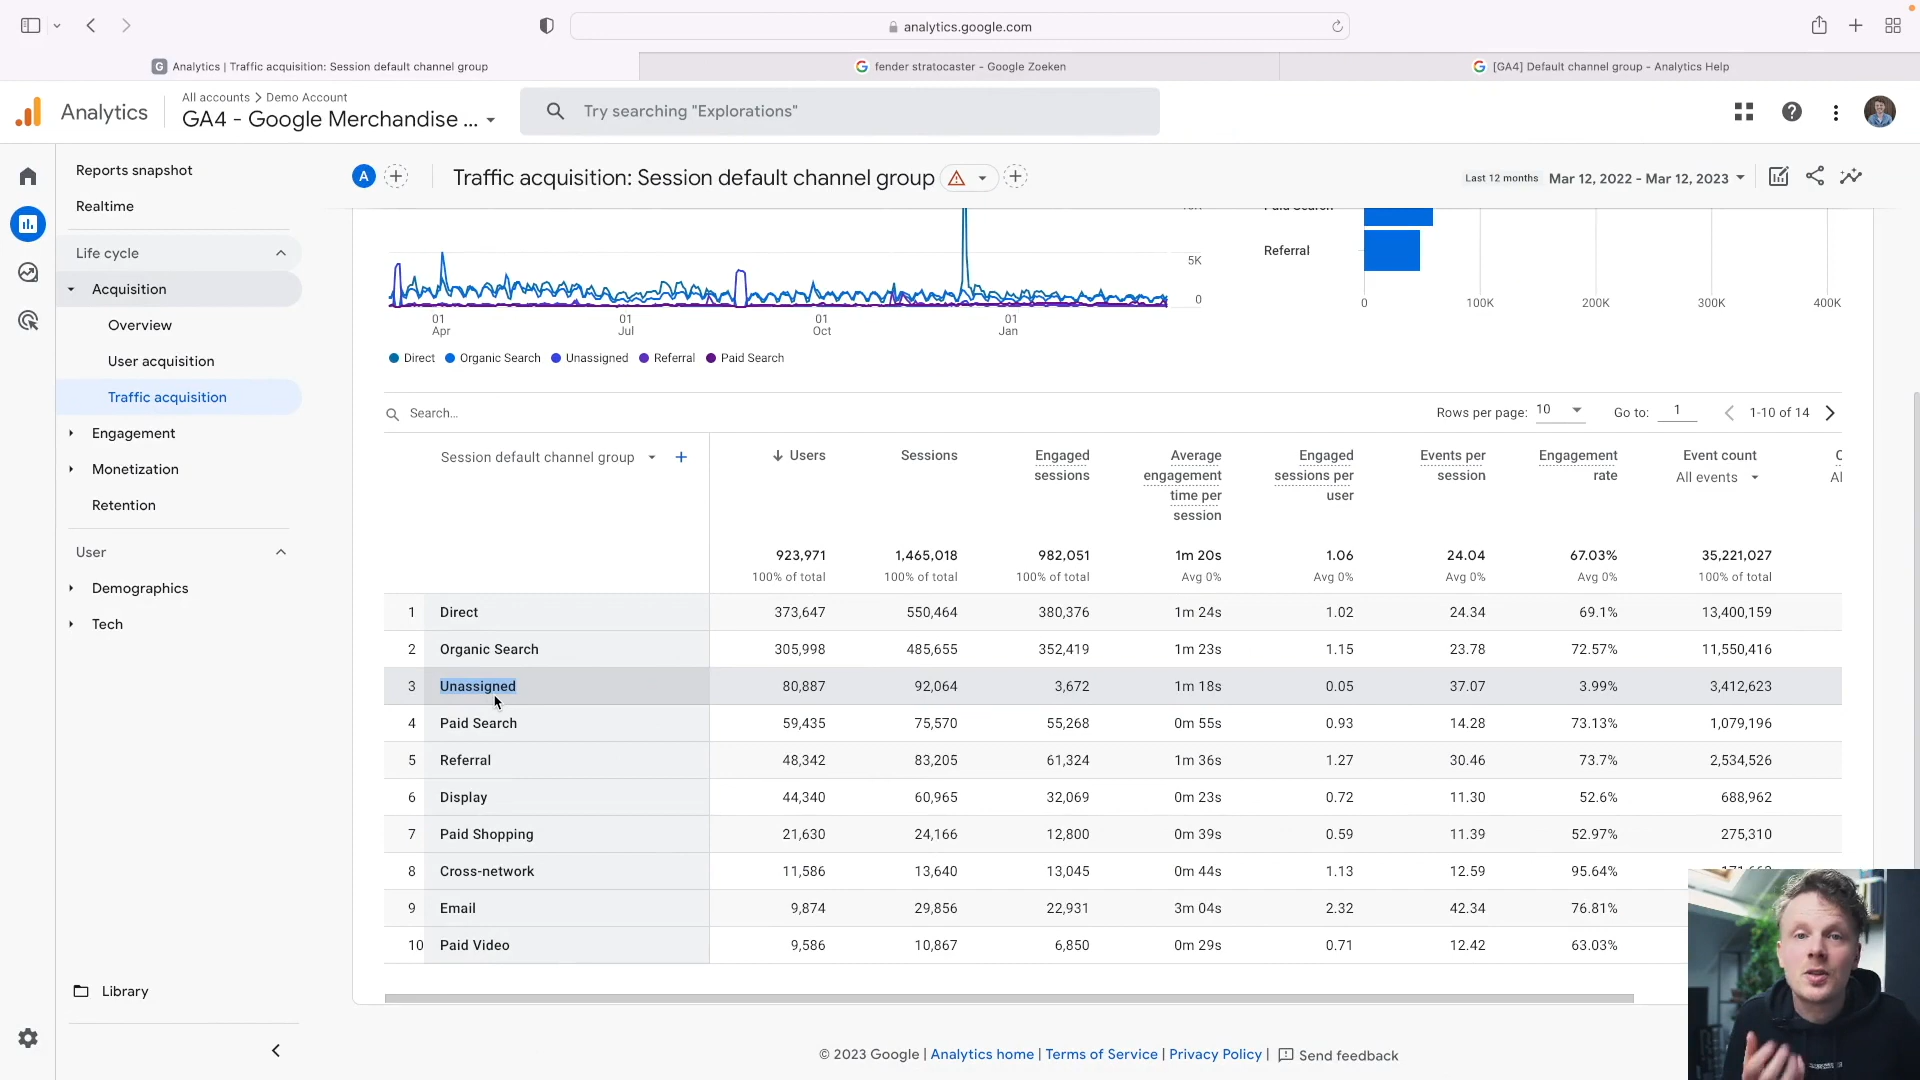 analytics.google.com
Analytics | Traffic acquisition: Session default channel group
fender stratocaster - Google Zoeken
[GA4] Default channel group - Analytics Help
Analytics
All accounts > Demo Account
GA4 - Google Merchandise ...
Try searching "Explorations"
Reports snapshot
Realtime
Life cycle
Acquisition
Overview
User acquisition
Traffic acquisition
Engagement
Monetization
Retention
User
Demographics
Tech
Library
A
Traffic acquisition: Session default channel group
Last 12 months Mar 12, 2022 - Mar 12, 2023
5K
0
01 Apr
01 Jul
01 Oct
01 Jan
Direct Organic Search Unassigned Referral Paid Search
Paid Search
Referral
0 100K 200K 300K 400K
Search...
Rows per page: 10 Go to: 1 1-10 of 14
Session default channel group
Users
Sessions
Engaged sessions
Average engagement time per session
Engaged sessions per user
Events per session
Engagement rate
Event count
All events
923,971 1,465,018 982,051 1m 20s 1.06 24.04 67.03% 35,221,027
100% of total 100% of total 100% of total Avg 0% Avg 0% Avg 0% Avg 0% 100% of total
1 Direct 373,647 550,464 380,376 1m 24s 1.02 24.34 69.1% 13,400,159
2 Organic Search 305,998 485,655 352,419 1m 23s 1.15 23.78 72.57% 11,550,416
3 Unassigned 80,887 92,064 3,672 1m 18s 0.05 37.07 3.99% 3,412,623
4 Paid Search 59,435 75,570 55,268 0m 55s 0.93 14.28 73.13% 1,079,196
5 Referral 48,342 83,205 61,324 1m 36s 1.27 30.46 73.7% 2,534,526
6 Display 44,340 60,965 32,069 0m 23s 0.72 11.30 52.6% 688,962
7 Paid Shopping 21,630 24,166 12,800 0m 39s 0.59 11.39 52.97% 275,310
8 Cross-network 11,586 13,640 13,045 0m 44s 1.13 12.59 95.64%
9 Email 9,874 29,856 22,931 3m 04s 2.32 42.34 76.81%
10 Paid Video 9,586 10,867 6,850 0m 29s 0.71 12.42 63.03%
© 2023 Google | Analytics home | Terms of Service | Privacy Policy | Send feedback